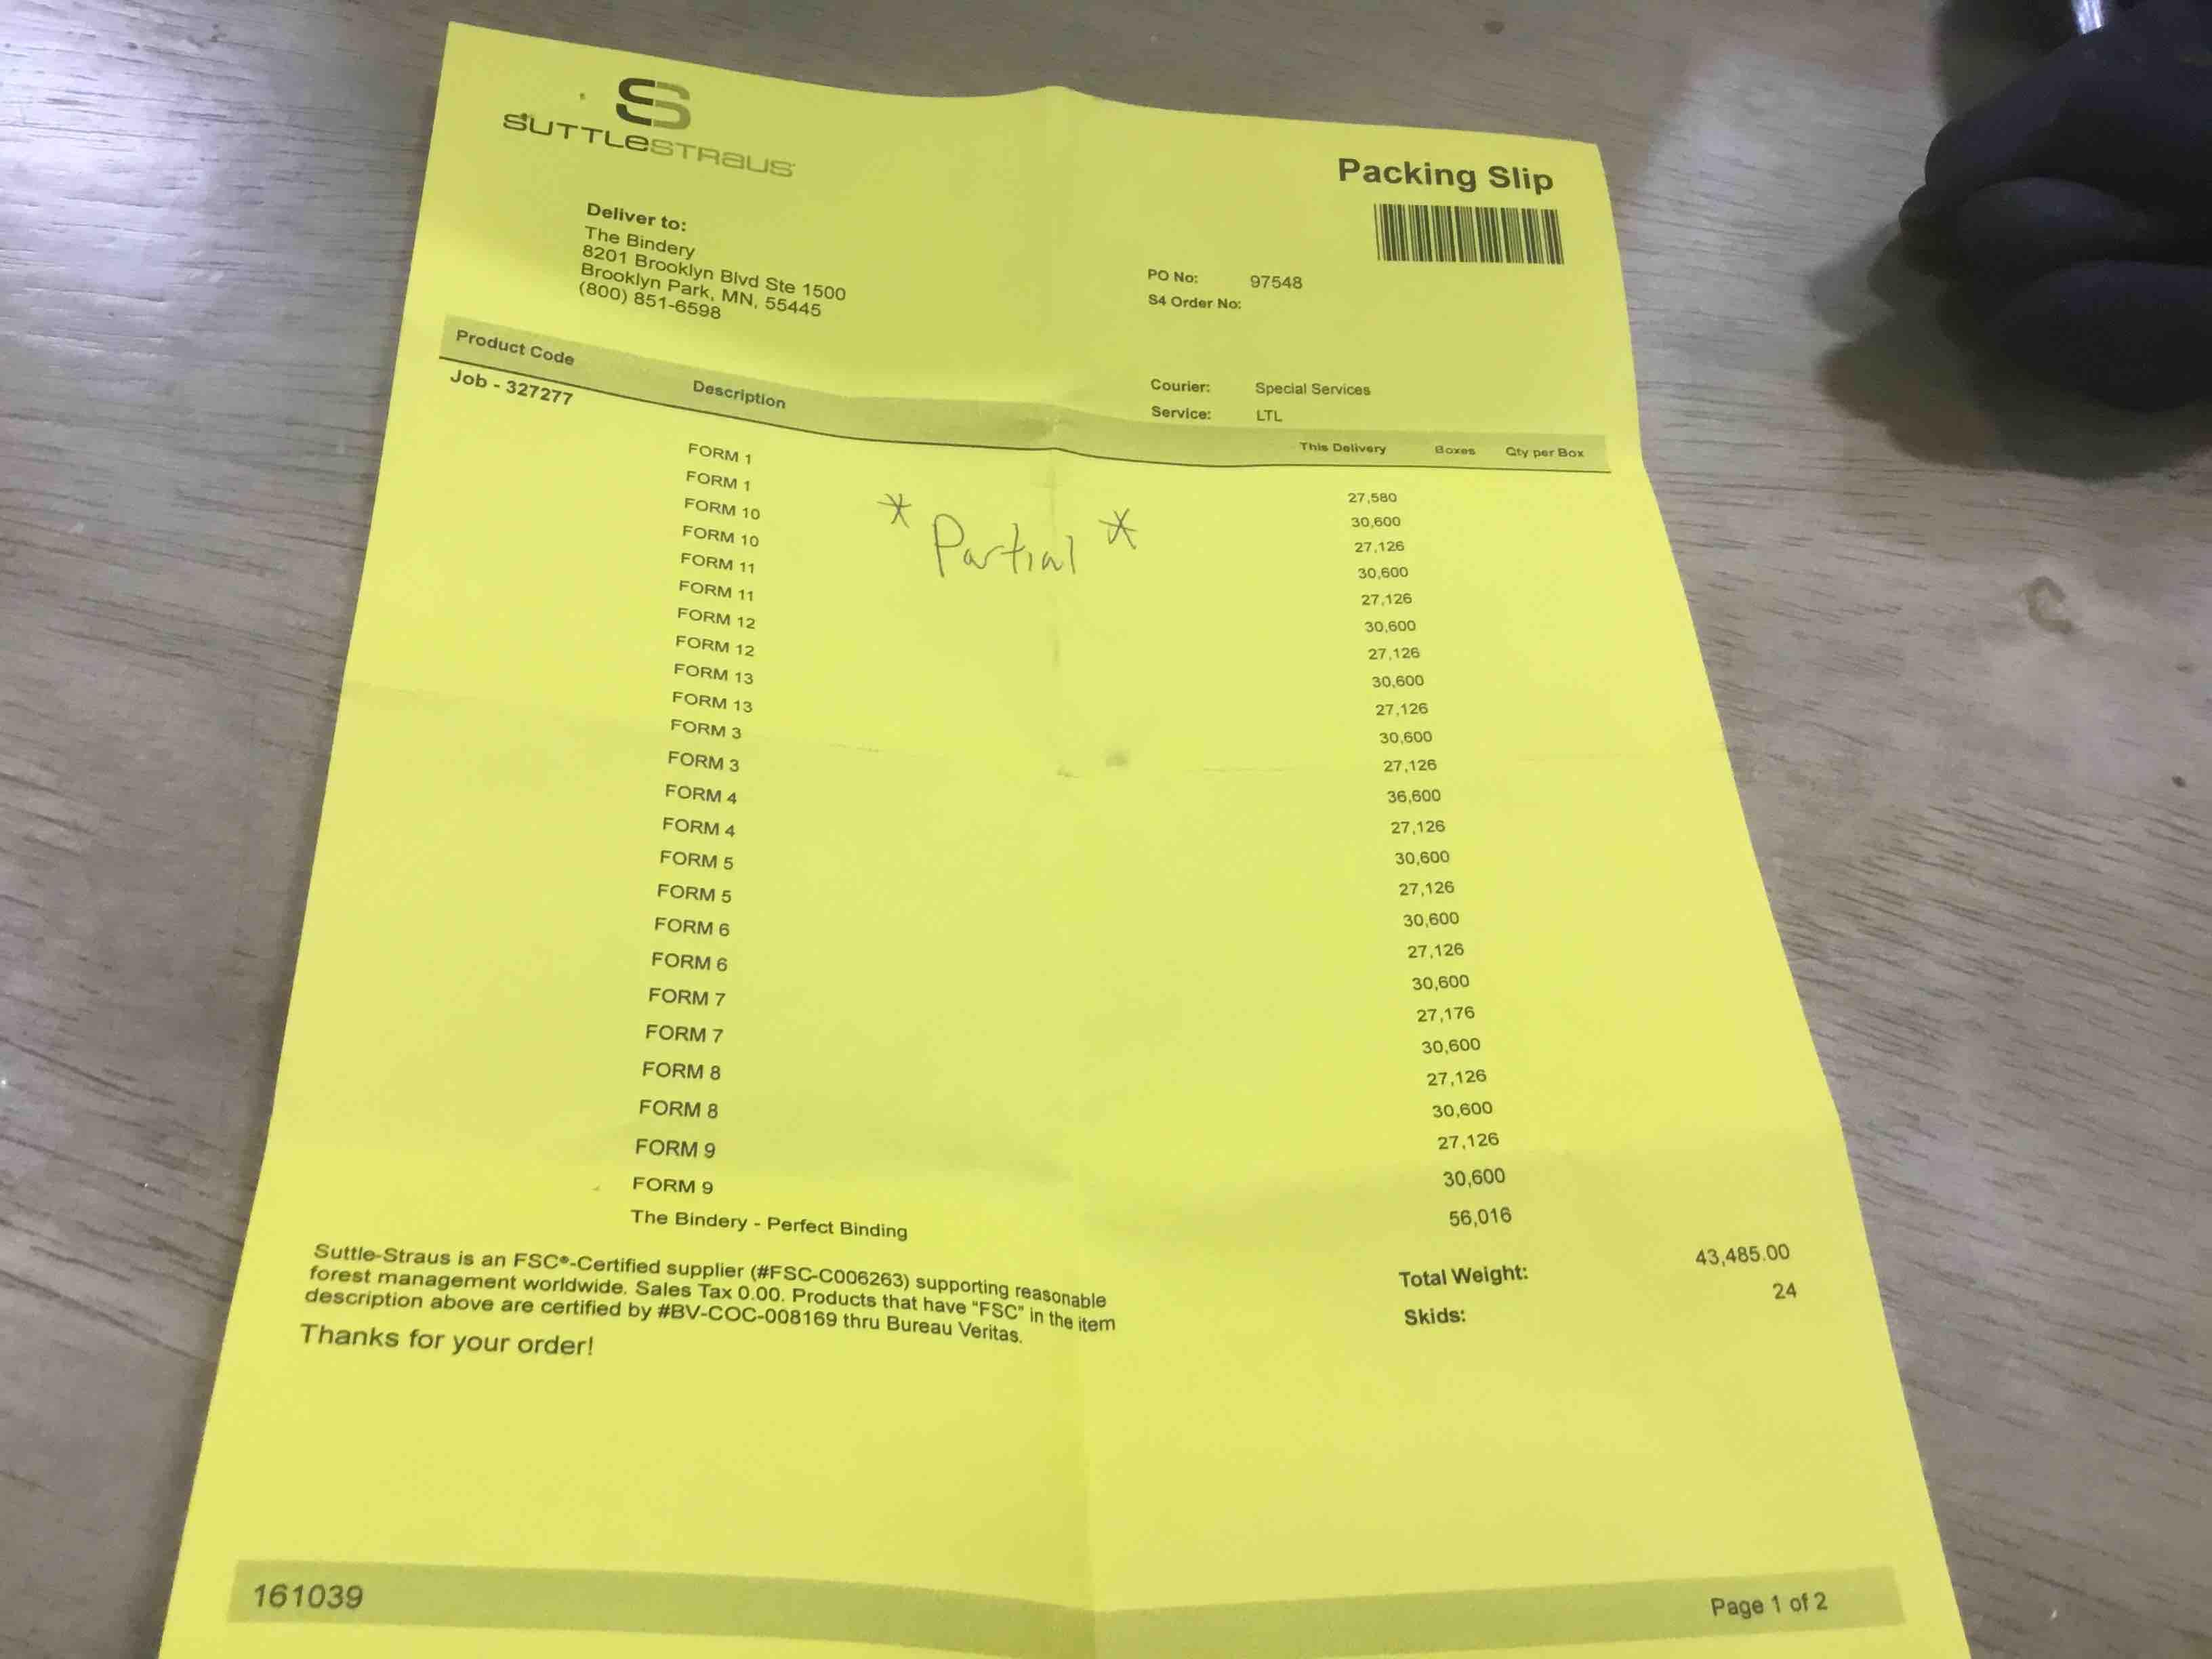 SUTTLESTRAUS
Packing Slip
Deliver to:
The Bindery
8201 Brooklyn Blvd Ste 1500
Brooklyn Park, MN, 55445
(800) 851-6598
PO No: 97548
S4 Order No:
Courier: Special Services
Service: LTL
Product Code Description This Delivery Boxes Qty per Box
Job - 327277
FORM 1 27,580
FORM 1 30,600
FORM 10 27,126
FORM 10 30,600
FORM 11 27,126
FORM 11 30,600
FORM 12 27,126
FORM 12 30,600
FORM 13 27,126
FORM 13 30,600
FORM 3 27,126
FORM 3 36,600
FORM 4 27,126
FORM 4 30,600
FORM 5 27,126
FORM 5 30,600
FORM 6 27,126
FORM 6 30,600
FORM 7 27,176
FORM 7 30,600
FORM 8 27,126
FORM 8 30,600
FORM 9 27,126
FORM 9 30,600
The Bindery - Perfect Binding 56,016
* Partial *
Total Weight: 43,485.00
Skids: 24
Suttle-Straus is an FSC®-Certified supplier (#FSC-C006263) supporting reasonable
forest management worldwide. Sales Tax 0.00. Products that have "FSC" in the item
description above are certified by #BV-COC-008169 thru Bureau Veritas.
Thanks for your order!
161039
Page 1 of 2